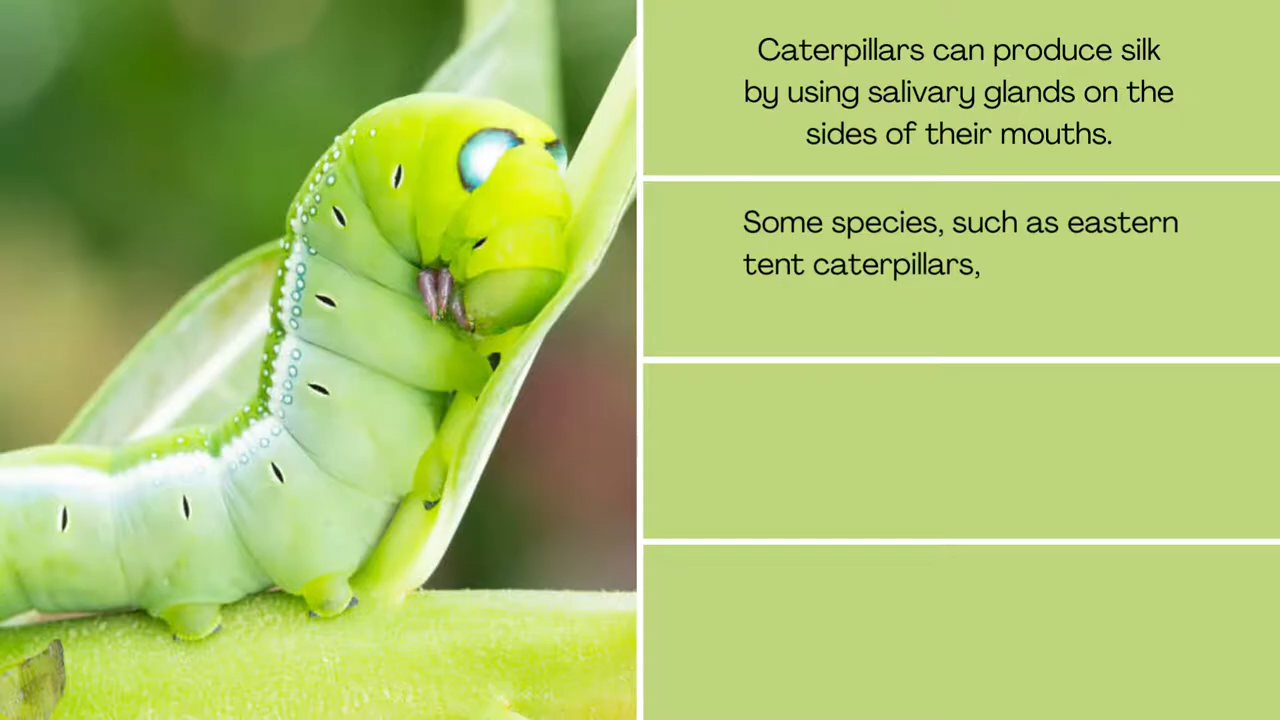 Caterpillars can produce silk
by using salivary glands on the
sides of their mouths.
Some species, such as eastern
tent caterpillars,